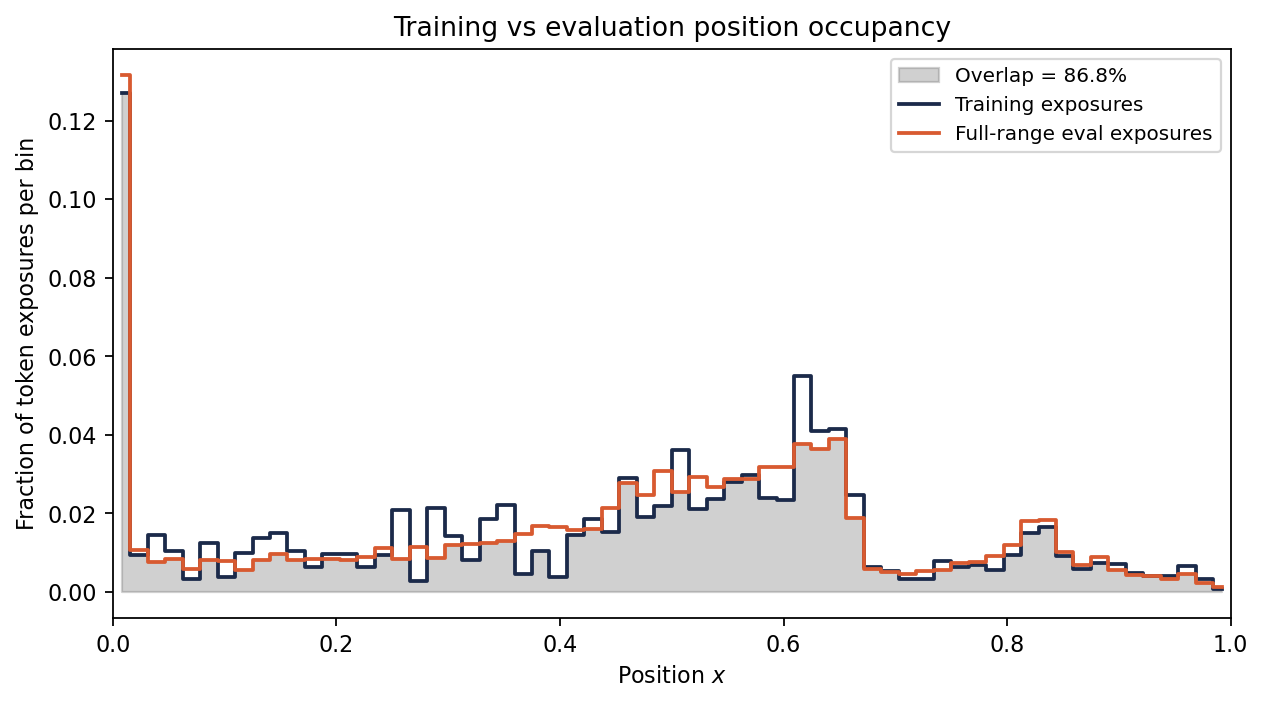 Training vs evaluation position occupancy
Overlap = 86.8%
Training exposures
Full-range eval exposures
Fraction of token exposures per bin
0.12
0.10
0.08
0.06
0.04
0.02
0.00
0.0 0.2 0.4 0.6 0.8 1.0
Position x